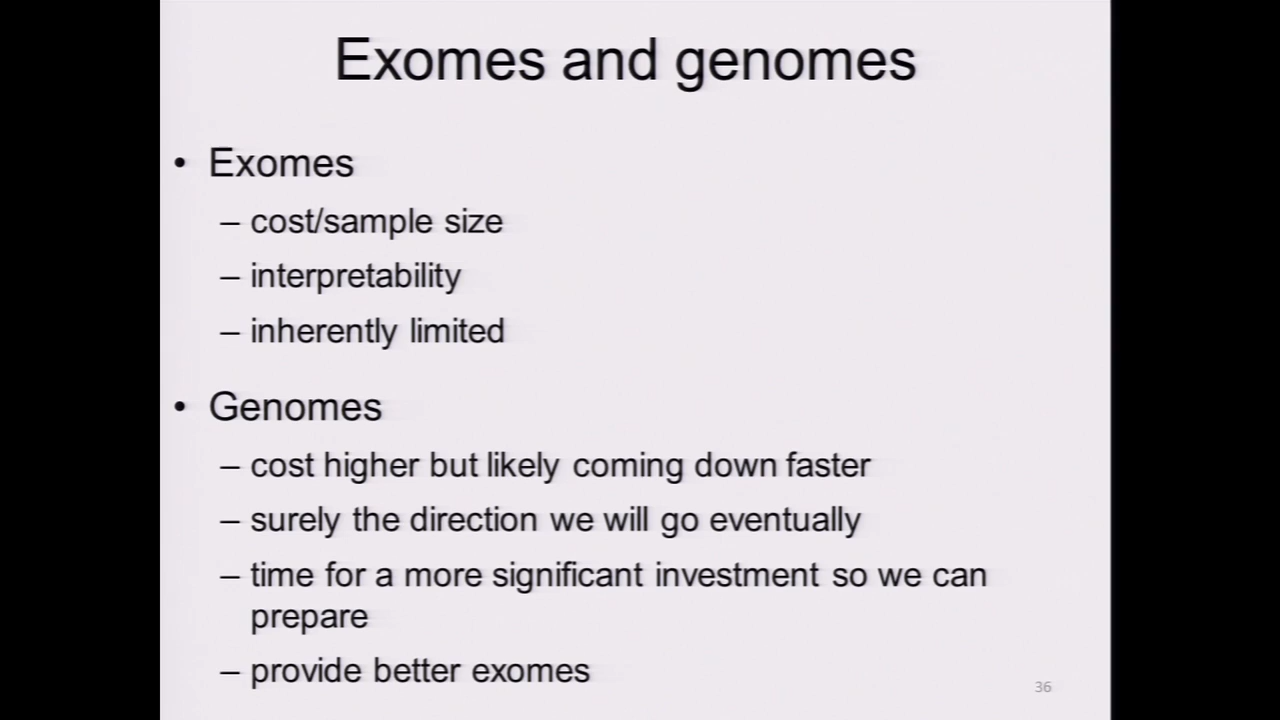 Exomes and genomes
• Exomes
– cost/sample size
– interpretability
– inherently limited
• Genomes
– cost higher but likely coming down faster
– surely the direction we will go eventually
– time for a more significant investment so we can
prepare
– provide better exomes
36